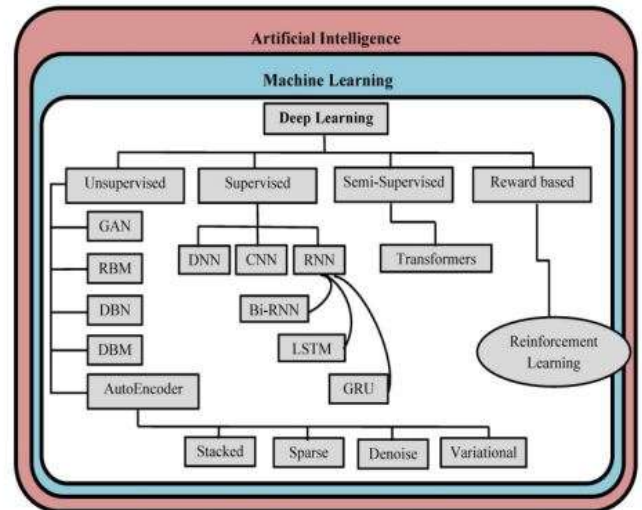 Artificial Intelligence
Machine Learning
Deep Learning
Unsupervised
Supervised
Semi-Supervised
Reward based
GAN
DNN
CNN
RNN
Transformers
RBM
Bi-RNN
DBN
LSTM
Reinforcement
Learning
DBM
GRU
AutoEncoder
Stacked
Sparse
Denoise
Variational